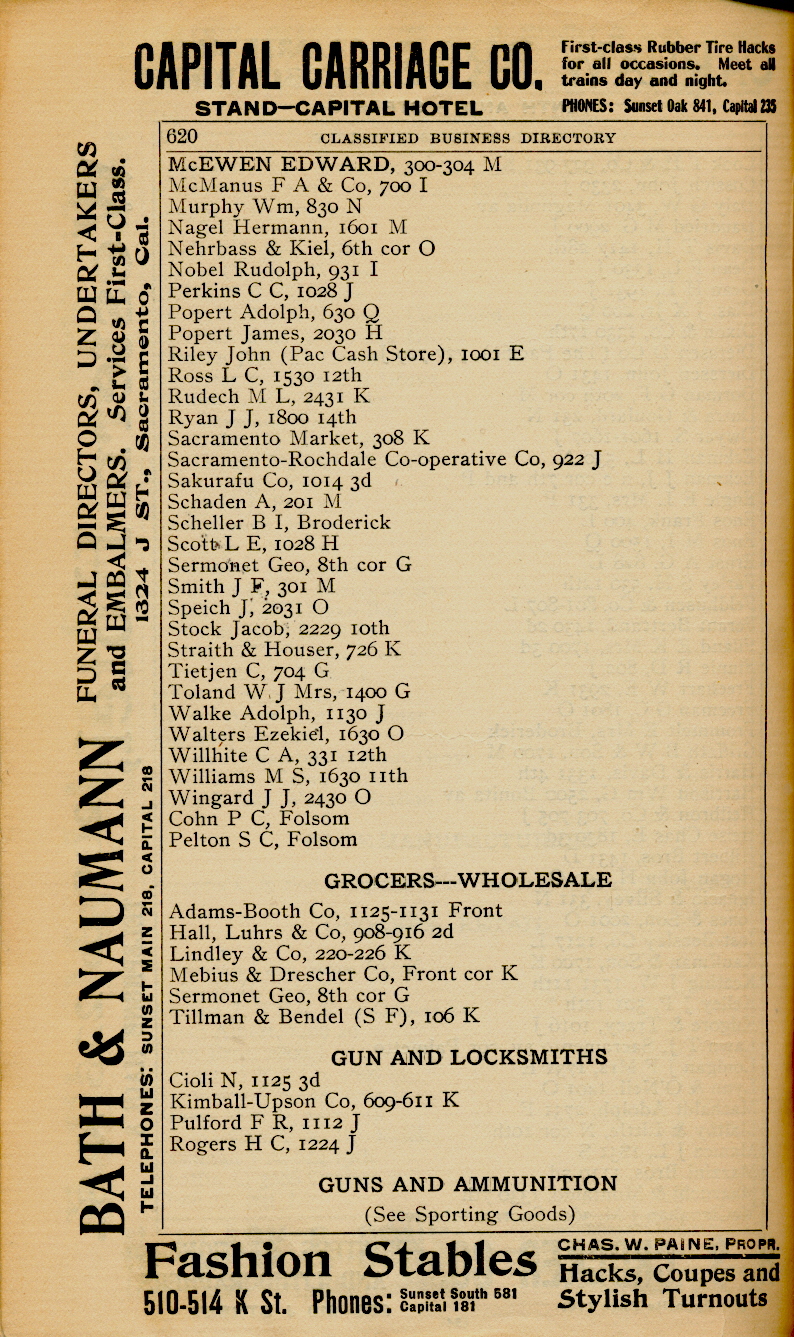 CAPITAL CARRIAGE CO.
STAND—CAPITAL HOTEL
First-class Rubber Tire Hacks
for all occasions. Meet all
trains day and night.
PHONES: Sunset Oak 841, Capital 235
BATH & NAUMANN
FUNERAL DIRECTORS, UNDERTAKERS
and EMBALMERS. Services First-Class.
1324 J ST., Sacramento, Cal.
TELEPHONES: SUNSET MAIN 218, CAPITAL 218
620 CLASSIFIED BUSINESS DIRECTORY
McEWEN EDWARD, 300-304 M
McManus F A & Co, 700 I
Murphy Wm, 830 N
Nagel Hermann, 1601 M
Nehrbass & Kiel, 6th cor O
Nobel Rudolph, 931 I
Perkins C C, 1028 J
Popert Adolph, 630 Q
Popert James, 2030 H
Riley John (Pac Cash Store), 1001 E
Ross L C, 1530 12th
Rudech M L, 2431 K
Ryan J J, 1800 14th
Sacramento Market, 308 K
Sacramento-Rochdale Co-operative Co, 922 J
Sakurafu Co, 1014 3d
Schaden A, 201 M
Scheller B I, Broderick
Scott L E, 1028 H
Sermonet Geo, 8th cor G
Smith J F, 301 M
Speich J, 2031 O
Stock Jacob, 2229 10th
Straith & Houser, 726 K
Tietjen C, 704 G
Toland W J Mrs, 1400 G
Walke Adolph, 1130 J
Walters Ezekiel, 1630 O
Willhite C A, 331 12th
Williams M S, 1630 11th
Wingard J J, 2430 O
Cohn P C, Folsom
Pelton S C, Folsom
GROCERS---WHOLESALE
Adams-Booth Co, 1125-1131 Front
Hall, Luhrs & Co, 908-916 2d
Lindley & Co, 220-226 K
Mebius & Drescher Co, Front cor K
Sermonet Geo, 8th cor G
Tillman & Bendel (S F), 106 K
GUN AND LOCKSMITHS
Cioli N, 1125 3d
Kimball-Upson Co, 609-611 K
Pulford F R, 1112 J
Rogers H C, 1224 J
GUNS AND AMMUNITION
(See Sporting Goods)
Fashion Stables
510-514 K St. Phones: Sunset South 581
Capital 181
CHAS. W. PAINE, PROPR.
Hacks, Coupes and
Stylish Turnouts